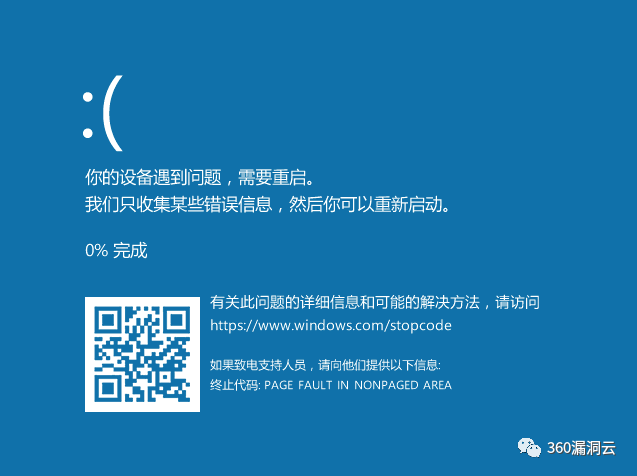 :(
你的设备遇到问题，需要重启。
我们只收集某些错误信息，然后你可以重新启动。
0% 完成
有关此问题的详细信息和可能的解决方法，请访问
https://www.windows.com/stopcode
如果致电支持人员，请向他们提供以下信息:
终止代码: PAGE FAULT IN NONPAGED AREA
360漏洞云